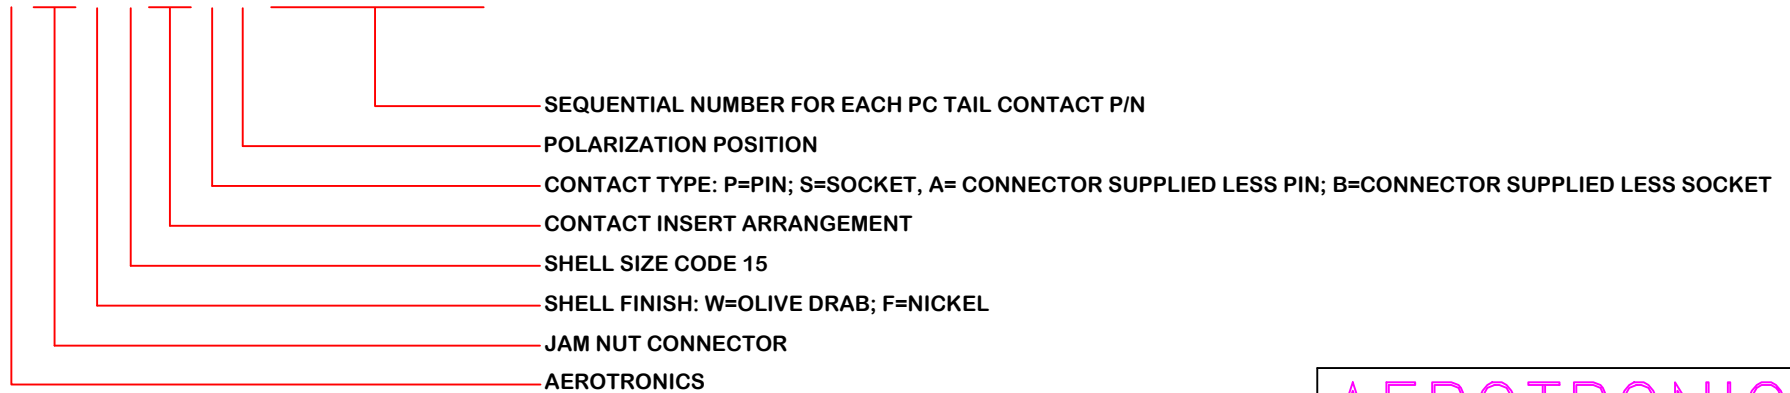 SEQUENTIAL NUMBER FOR EACH PC TAIL CONTACT P/N
POLARIZATION POSITION
CONTACT TYPE: P=PIN; S=SOCKET, A= CONNECTOR SUPPLIED LESS PIN; B=CONNECTOR SUPPLIED LESS SOCKET
CONTACT INSERT ARRANGEMENT
SHELL SIZE CODE 15
SHELL FINISH: W=OLIVE DRAB; F=NICKEL
JAM NUT CONNECTOR
AEROTRONICS